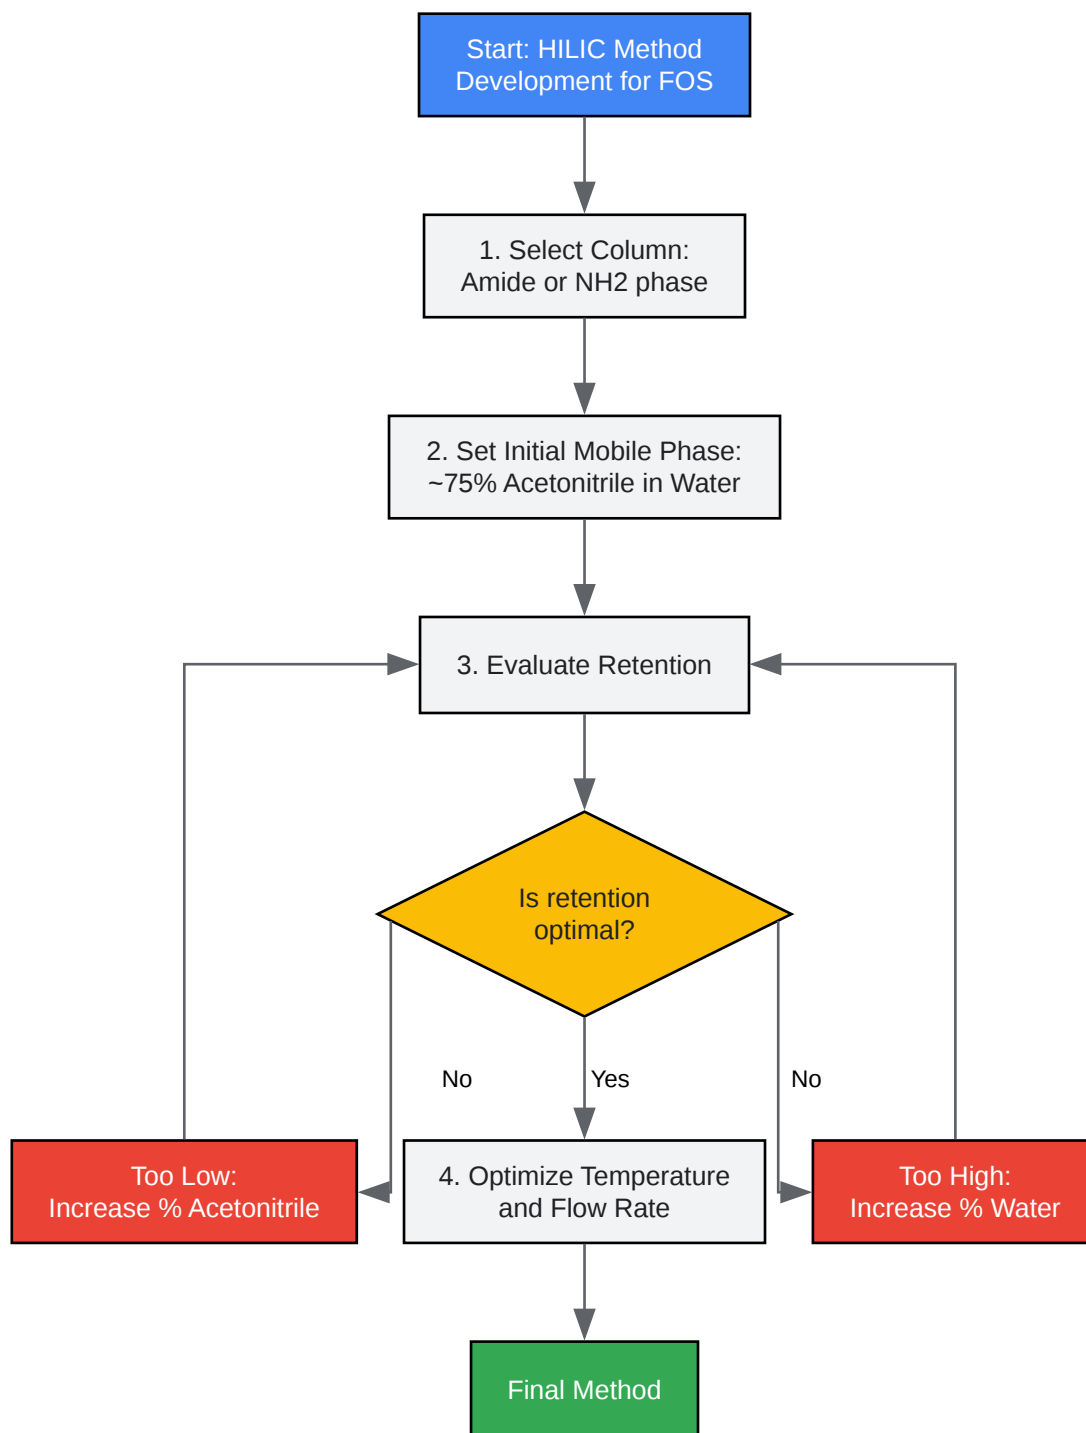 Start: HILIC Method
Development for FOS
1. Select Column:
Amide or NH2 phase
2. Set Initial Mobile Phase:
~75% Acetonitrile in Water
3. Evaluate Retention
Is retention
optimal?
No
Yes
No
Too Low:
Increase % Acetonitrile
4. Optimize Temperature
and Flow Rate
Too High:
Increase % Water
Final Method